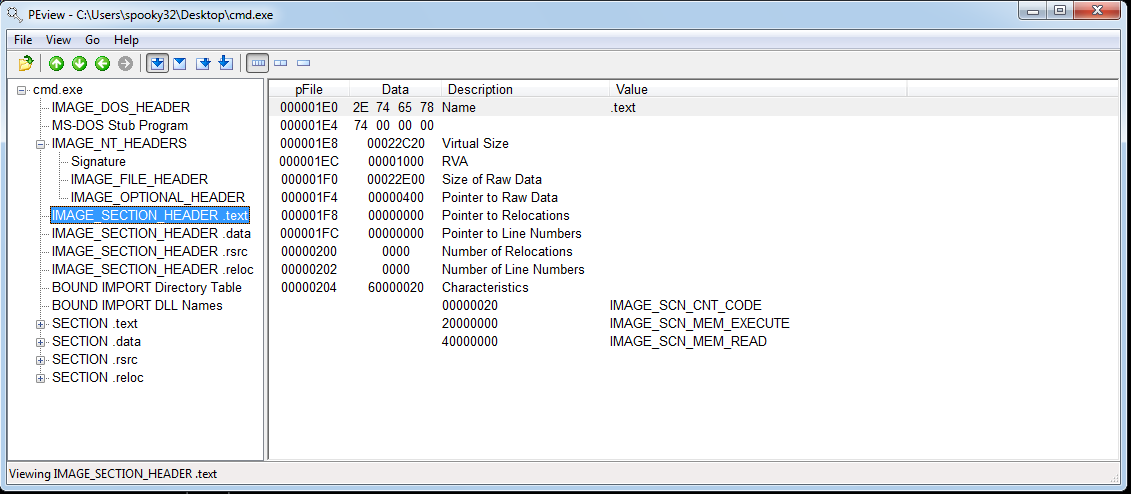 PEview - C:\Users\spooky32\Desktop\cmd.exe
File View Go Help
cmd.exe
IMAGE_DOS_HEADER
MS-DOS Stub Program
IMAGE_NT_HEADERS
Signature
IMAGE_FILE_HEADER
IMAGE_OPTIONAL_HEADER
IMAGE_SECTION_HEADER .text
IMAGE_SECTION_HEADER .data
IMAGE_SECTION_HEADER .rsrc
IMAGE_SECTION_HEADER .reloc
BOUND IMPORT Directory Table
BOUND IMPORT DLL Names
SECTION .text
SECTION .data
SECTION .rsrc
SECTION .reloc
pFile Data Description Value
000001E0 2E 74 65 78 Name .text
000001E4 74 00 00 00
000001E8 00022C20 Virtual Size
000001EC 00001000 RVA
000001F0 00022E00 Size of Raw Data
000001F4 00000400 Pointer to Raw Data
000001F8 00000000 Pointer to Relocations
000001FC 00000000 Pointer to Line Numbers
00000200 0000 Number of Relocations
00000202 0000 Number of Line Numbers
00000204 60000020 Characteristics
00000020 IMAGE_SCN_CNT_CODE
20000000 IMAGE_SCN_MEM_EXECUTE
40000000 IMAGE_SCN_MEM_READ
Viewing IMAGE_SECTION_HEADER .text